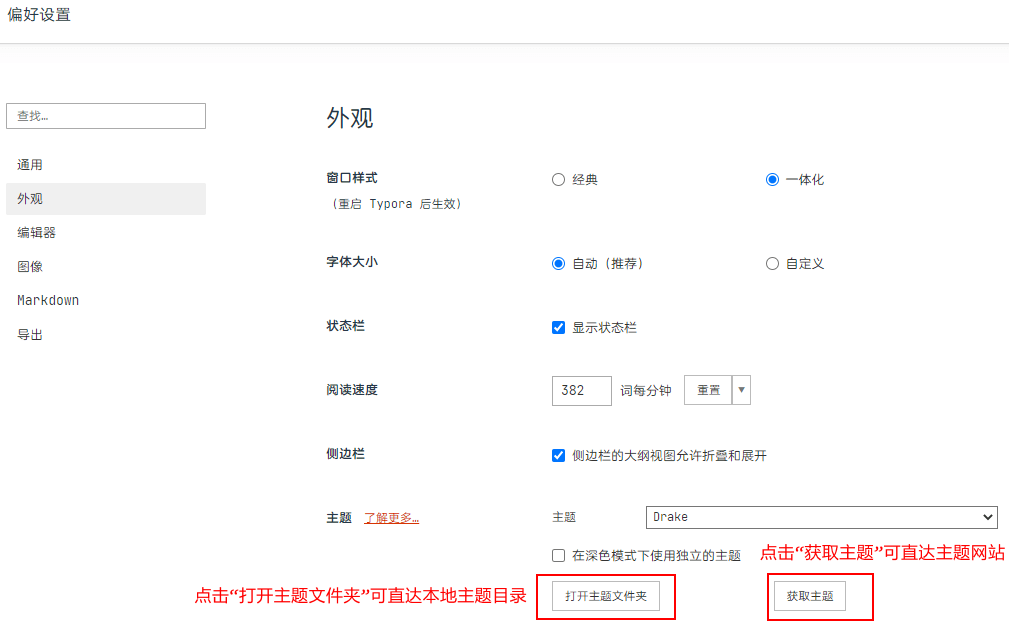 偏好设置
查找…
通用
外观
编辑器
图像
Markdown
导出
外观
窗口样式
(重启 Typora 后生效)
经典
一体化
字体大小
自动 (推荐)
自定义
状态栏
显示状态栏
阅读速度
382
词每分钟
重置
侧边栏
侧边栏的大纲视图允许折叠和展开
主题 了解更多…
主题
Drake
在深色模式下使用独立的主题
点击“获取主题”可直达主题网站
点击“打开主题文件夹”可直达本地主题目录
打开主题文件夹
获取主题